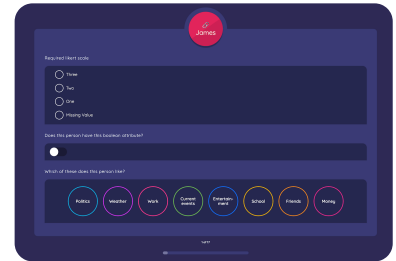 James
Required likert scale
Three
Two
One
Missing Value
Does this person have this boolean attribute?
Which of these does this person like?
Politics
Weather
Work
Current
events
Entertain-
ment
School
Friends
Money